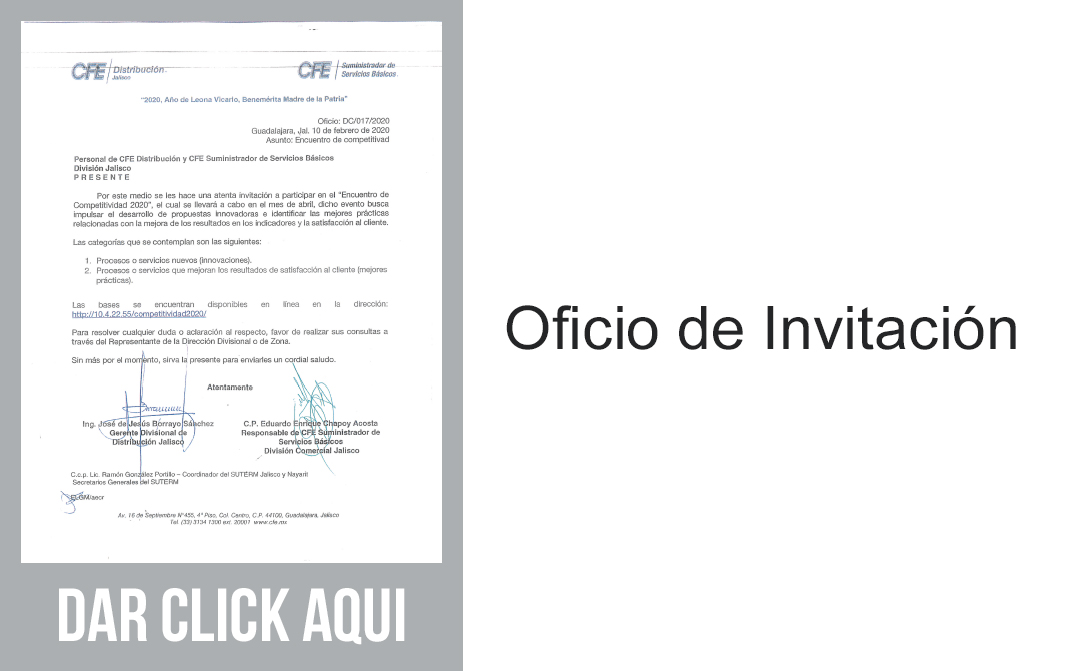 CFE Distribución
Jalisco
CFE Suministrador de
Servicios Básicos
"2020, Año de Leona Vicario, Benemérita Madre de la Patria"
Oficio: DC/017/2020
Guadalajara, Jal. 10 de febrero de 2020
Asunto: Encuentro de competitivad
Personal de CFE Distribución y CFE Suministrador de Servicios Básicos
División Jalisco
P R E S E N T E
Por este medio se les hace una atenta invitación a participar en el "Encuentro de
Competitividad 2020", el cual se llevará a cabo en el mes de abril, dicho evento busca
impulsar el desarrollo de propuestas innovadoras e identificar las mejores prácticas
relacionadas con la mejora de los resultados en los indicadores y la satisfacción al cliente.
Las categorías que se contemplan son las siguientes:
1. Procesos o servicios nuevos (innovaciones).
2. Procesos o servicios que mejoran los resultados de satisfacción al cliente (mejores
prácticas).
Las bases se encuentran disponibles en línea en la dirección:
http://10.4.22.55/competitividad2020/
Para resolver cualquier duda o aclaración al respecto, favor de realizar sus consultas a
través del Representante de la Dirección Divisional o de Zona.
Sin más por el momento, sirva la presente para enviarles un cordial saludo.
Atentamente
Ing. José de Jesús Borrayo Sánchez
Gerente Divisional de
Distribución Jalisco
C.P. Eduardo Enrique Chapoy Acosta
Responsable de CFE Suministrador de
Servicios Básicos
División Comercial Jalisco
C.c.p. Lic. Ramón González Portillo – Coordinador del SUTERM Jalisco y Nayarit
Secretarios Generales del SUTERM
Av. 16 de Septiembre N°455, 4º Piso, Col. Centro, C.P. 44100, Guadalajara, Jalisco
Tel. (33) 3134 1300 ext. 20001 www.cfe.mx
DAR CLICK AQUI
Oficio de Invitación